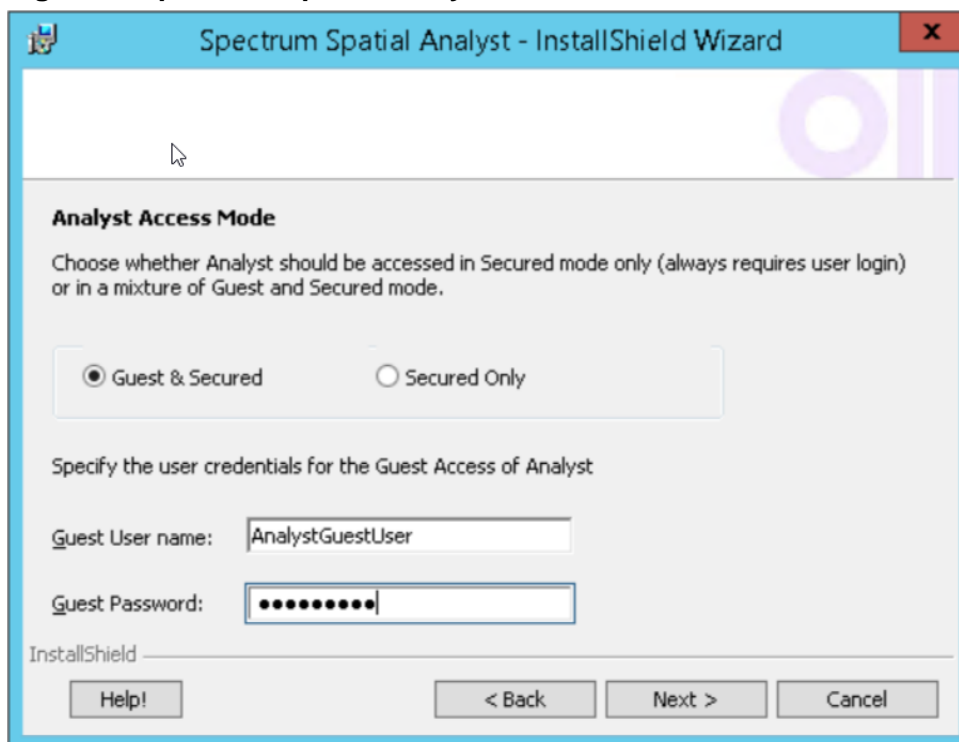 Spectrum Spatial Analyst - InstallShield Wizard
Analyst Access Mode
Choose whether Analyst should be accessed in Secured mode only (always requires user login)
or in a mixture of Guest and Secured mode.
Guest & Secured
Secured Only
Specify the user credentials for the Guest Access of Analyst
Guest User name: AnalystGuestUser
Guest Password: ●●●●●●●●●
InstallShield
Help! < Back Next > Cancel